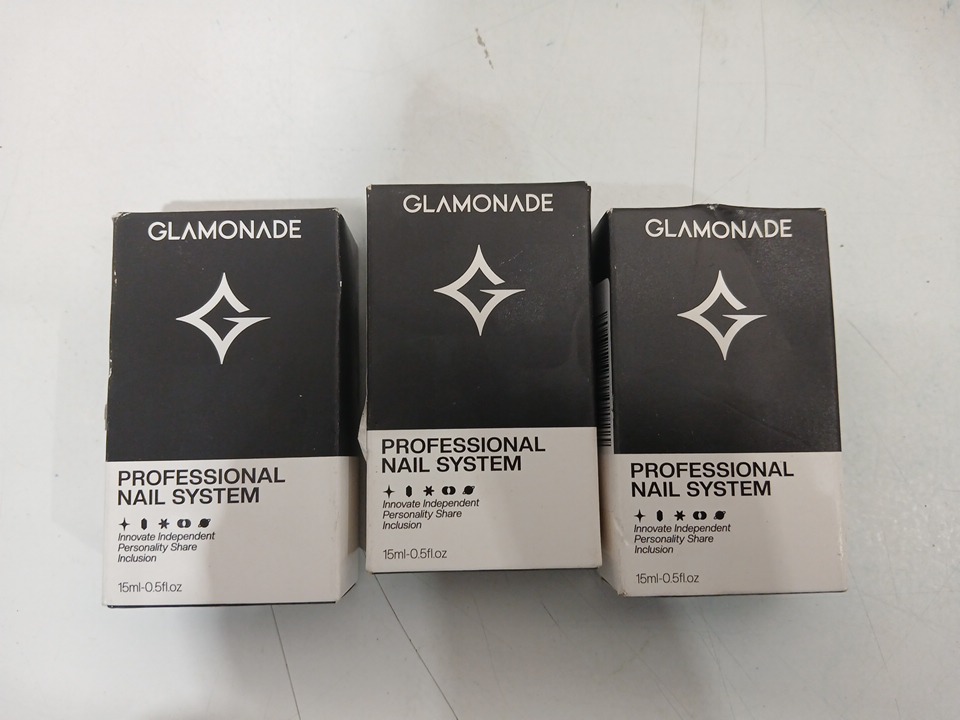 GLAMONADE
PROFESSIONAL
NAIL SYSTEM
Innovate Independent
Personality Share
Inclusion
15ml-0.5fl.oz
GLAMONADE
PROFESSIONAL
NAIL SYSTEM
Innovate Independent
Personality Share
Inclusion
15ml-0.5fl.oz
GLAMONADE
PROFESSIONAL
NAIL SYSTEM
Innovate Independent
Personality Share
Inclusion
15ml-0.5fl.oz